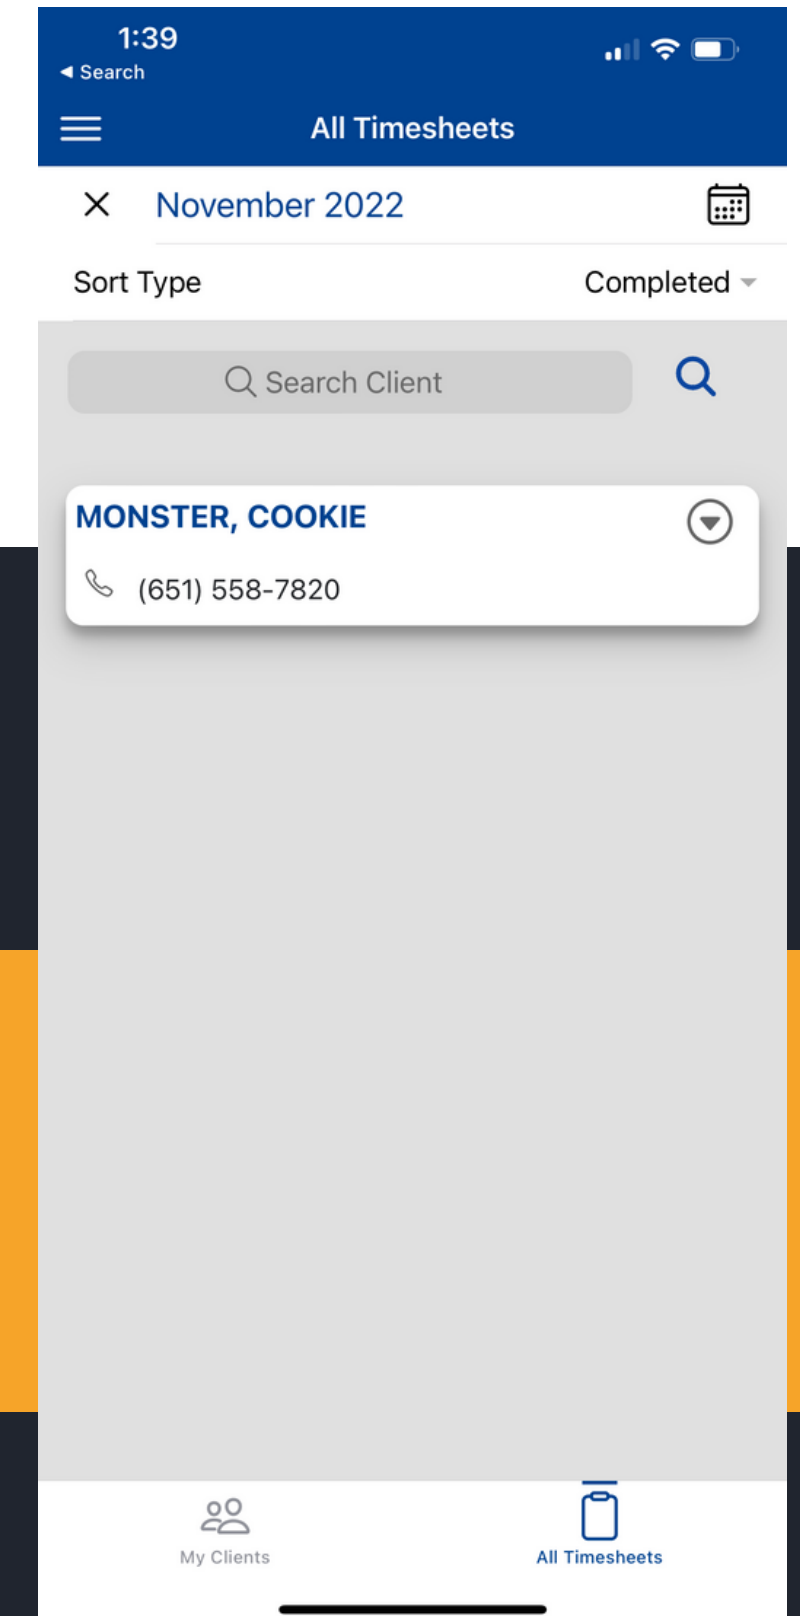 1:39
◀ Search
All Timesheets
November 2022
Sort Type Completed
Search Client
MONSTER, COOKIE
(651) 558-7820
My Clients All Timesheets